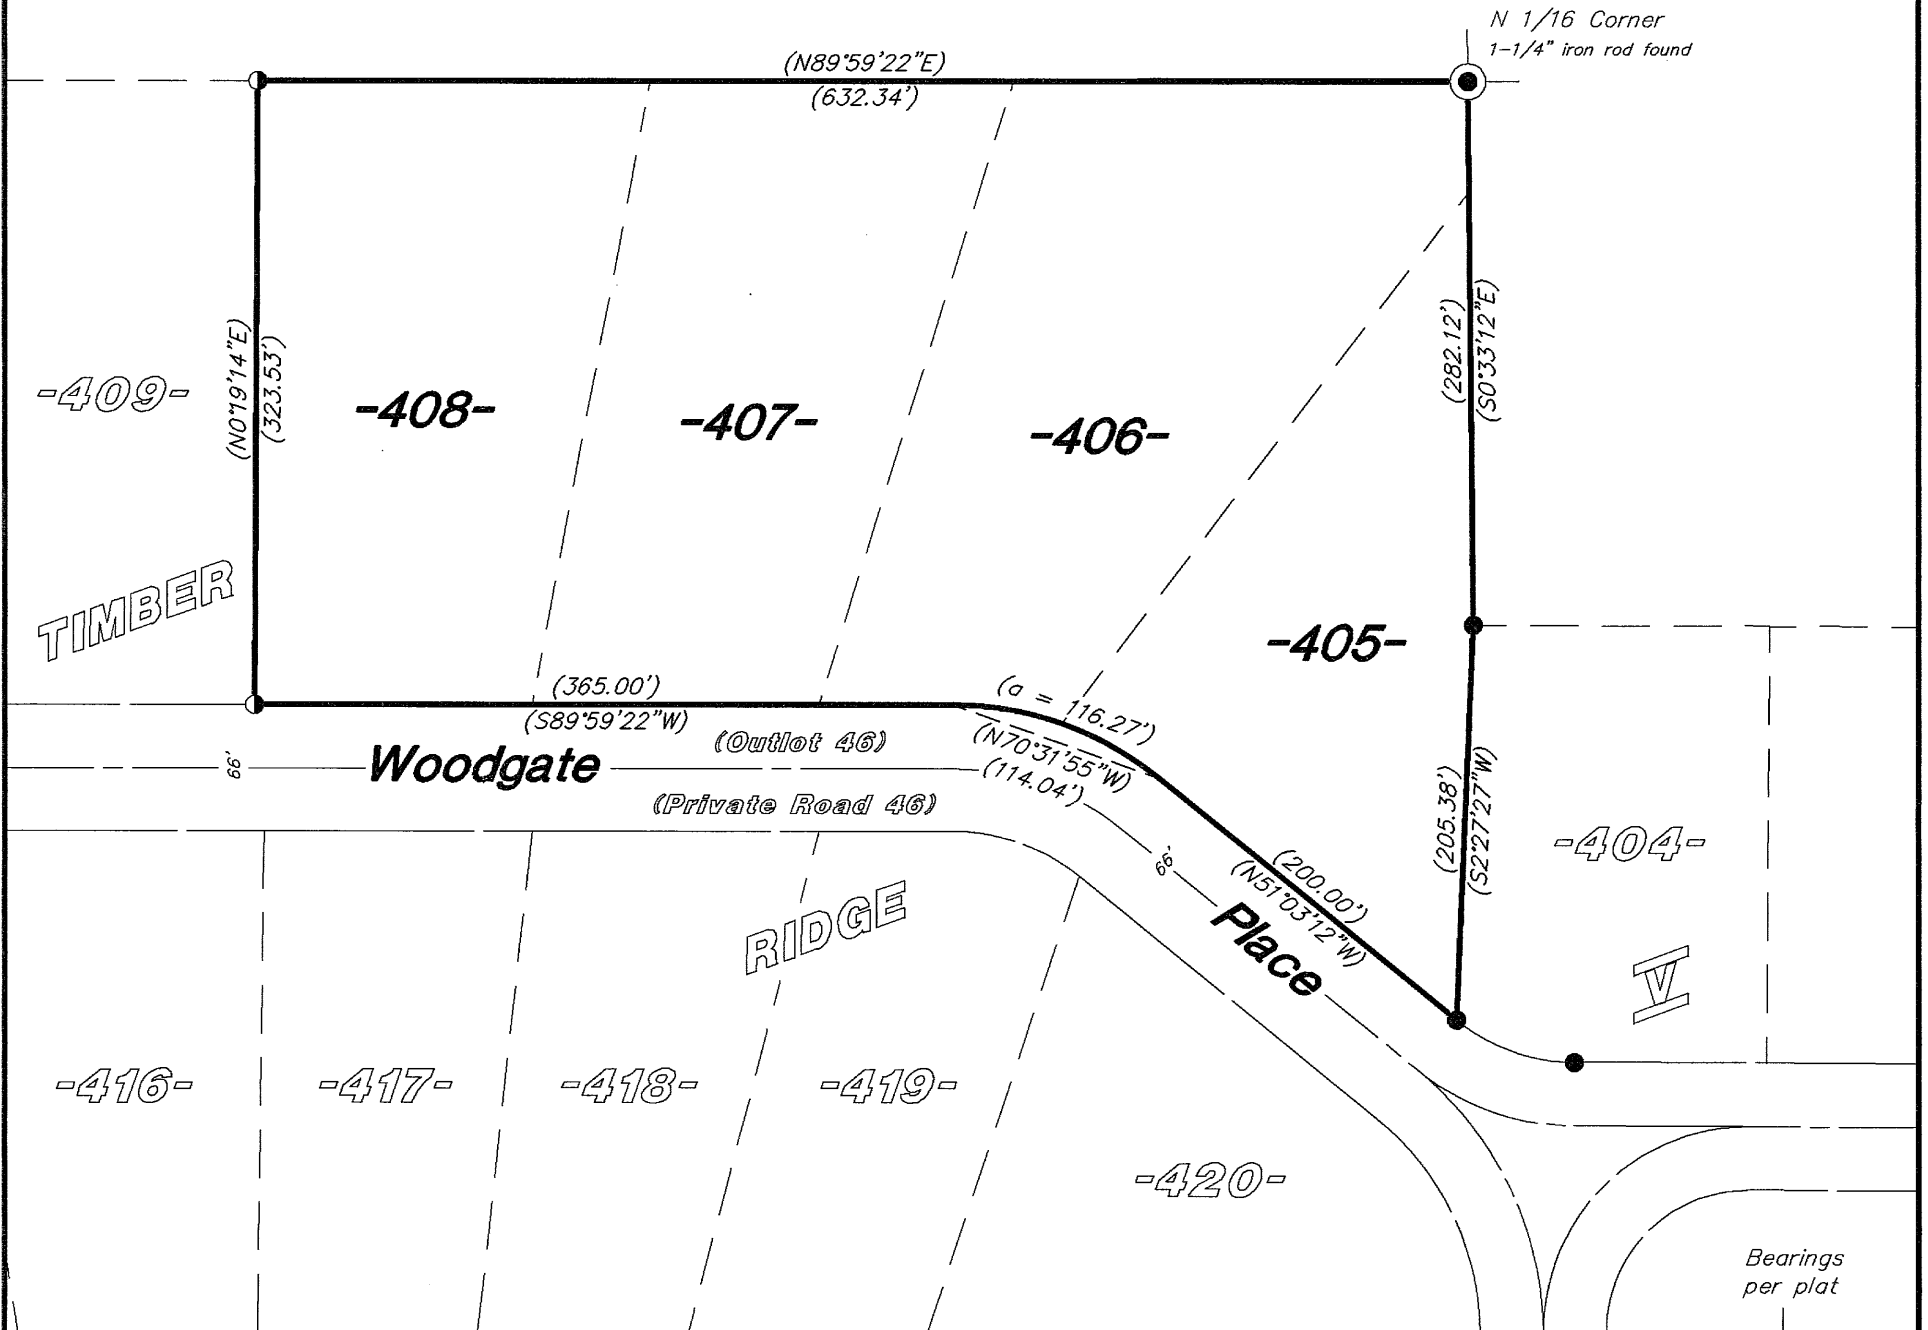 N 1/16 Corner
1-1/4" iron rod found
(N89°59'22"E)
(632.34')
(N0°19'14"E)
(323.53')
(282.12')
(S0°33'12"E)
-409-
-408-
-407-
-406-
-405-
TIMBER
(365.00')
(S89°59'22"W)
(a = 116.27')
(N70°31'55"W)
(114.04')
(Outlot 46)
66'
Woodgate
(Private Road 46)
(205.38')
(S2°27'27"W)
-404-
66'
(200.00')
(N51°03'12"W)
Place
RIDGE
V
-416-
-417-
-418-
-419-
-420-
Bearings
per plat